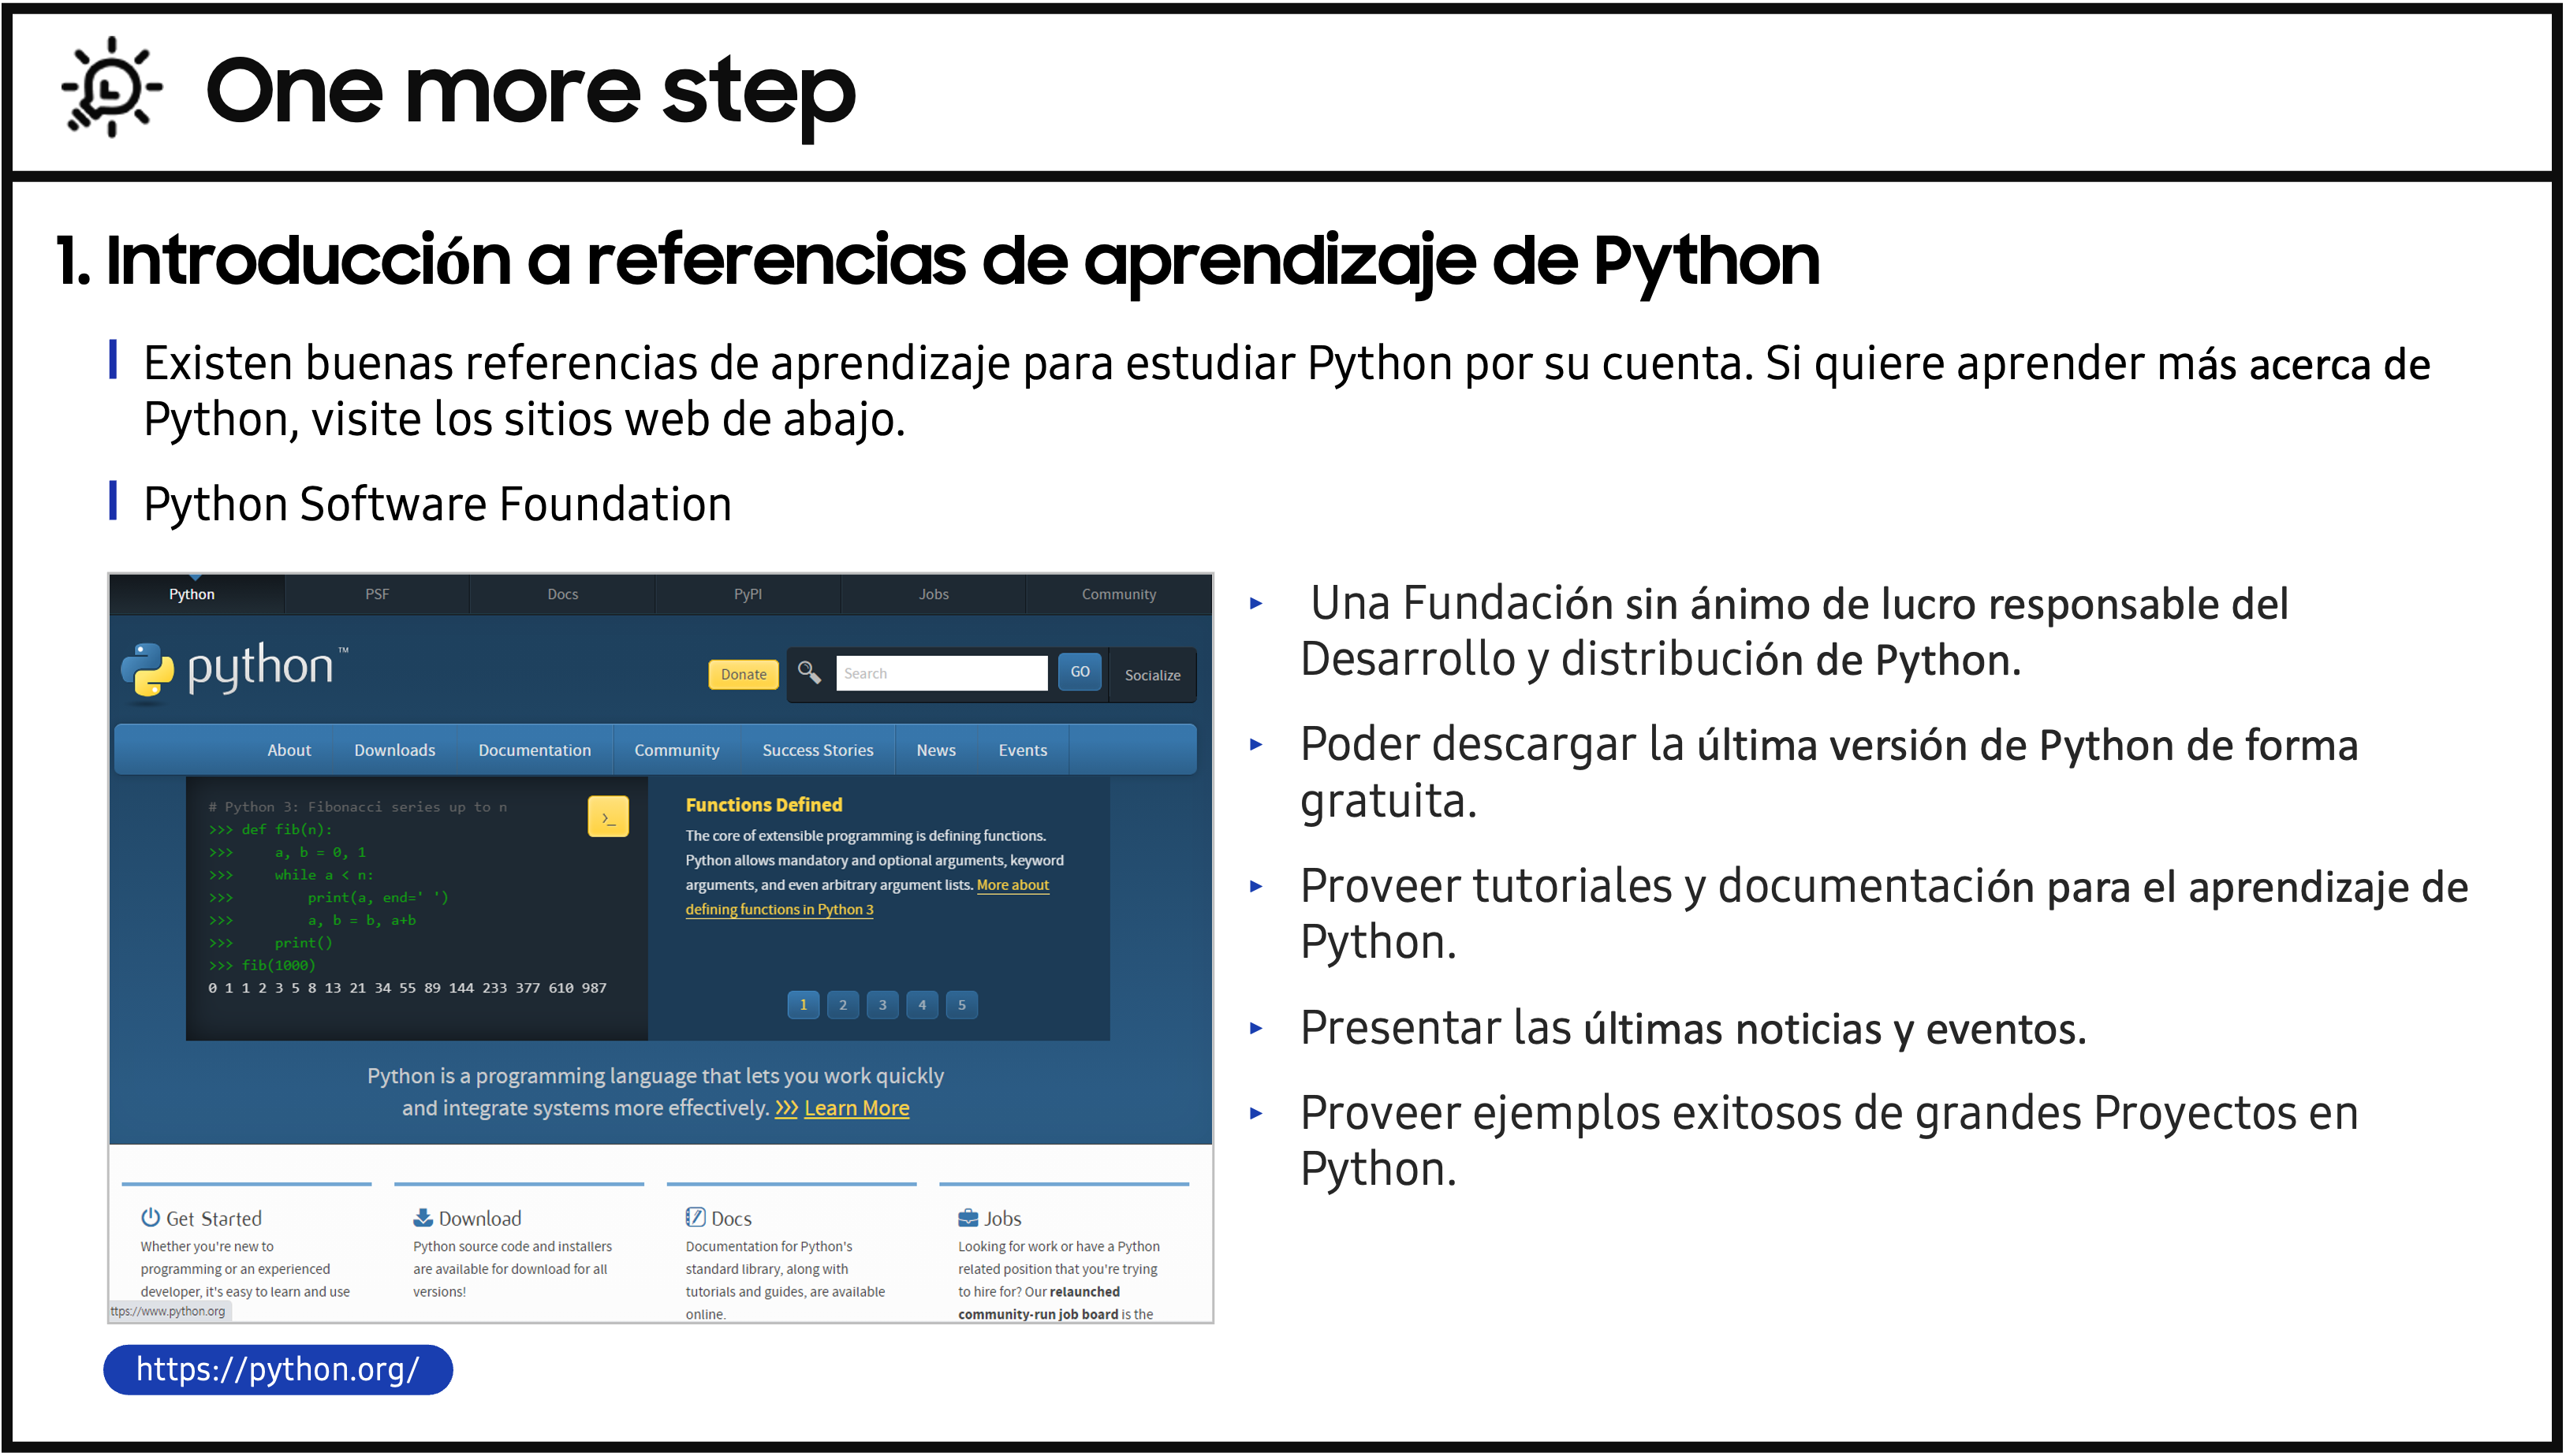 One more step
1. Introducción a referencias de aprendizaje de Python
Existen buenas referencias de aprendizaje para estudiar Python por su cuenta. Si quiere aprender más acerca de
Python, visite los sitios web de abajo.
Python Software Foundation
Python PSF Docs PyPI Jobs Community
python™
Donate Search GO Socialize
About Downloads Documentation Community Success Stories News Events
# Python 3: Fibonacci series up to n
>>> def fib(n):
>>>     a, b = 0, 1
>>>     while a < n:
>>>         print(a, end=' ')
>>>         a, b = b, a+b
>>>     print()
>>> fib(1000)
0 1 1 2 3 5 8 13 21 34 55 89 144 233 377 610 987
>_
Functions Defined
The core of extensible programming is defining functions.
Python allows mandatory and optional arguments, keyword
arguments, and even arbitrary argument lists. More about
defining functions in Python 3
1 2 3 4 5
Python is a programming language that lets you work quickly
and integrate systems more effectively. >>> Learn More
Get Started
Whether you're new to
programming or an experienced
developer, it's easy to learn and use
Download
Python source code and installers
are available for download for all
versions!
Docs
Documentation for Python's
standard library, along with
tutorials and guides, are available
online.
Jobs
Looking for work or have a Python
related position that you're trying
to hire for? Our relaunched
community-run job board is the
ttps://www.python.org
https://python.org/
▸ Una Fundación sin ánimo de lucro responsable del
Desarrollo y distribución de Python.
▸ Poder descargar la última versión de Python de forma
gratuita.
▸ Proveer tutoriales y documentación para el aprendizaje de
Python.
▸ Presentar las últimas noticias y eventos.
▸ Proveer ejemplos exitosos de grandes Proyectos en
Python.